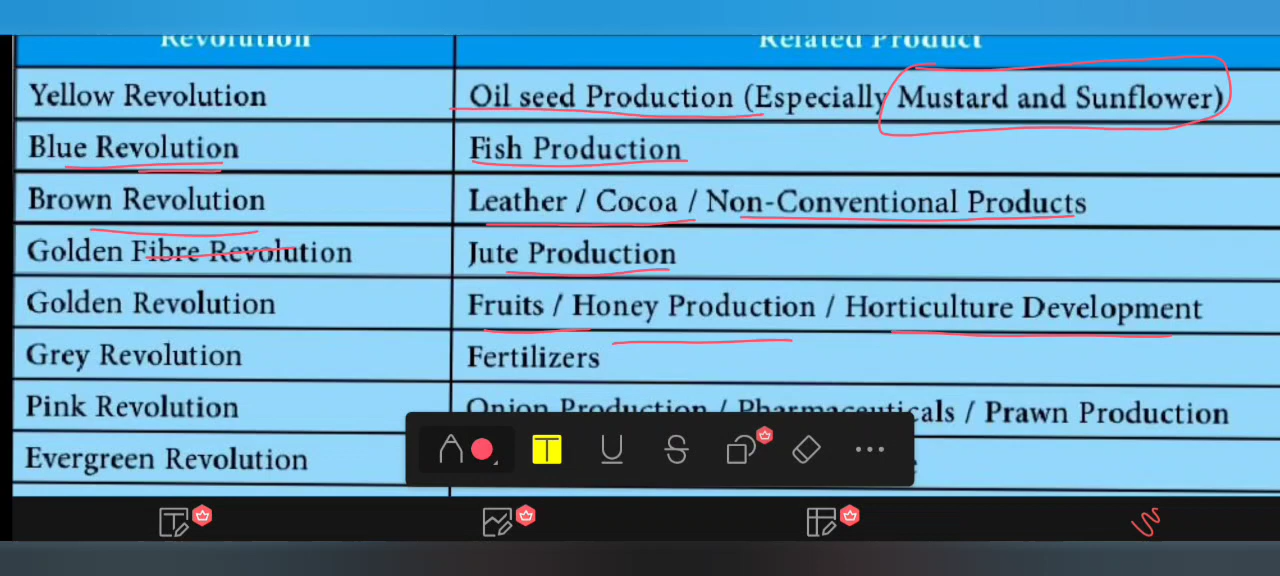 Revolution Related Product
Yellow Revolution Oil seed Production (Especially Mustard and Sunflower)
Blue Revolution Fish Production
Brown Revolution Leather / Cocoa / Non-Conventional Products
Golden Fibre Revolution Jute Production
Golden Revolution Fruits / Honey Production / Horticulture Development
Grey Revolution Fertilizers
Pink Revolution Onion Production / Pharmaceuticals / Prawn Production
Evergreen Revolution